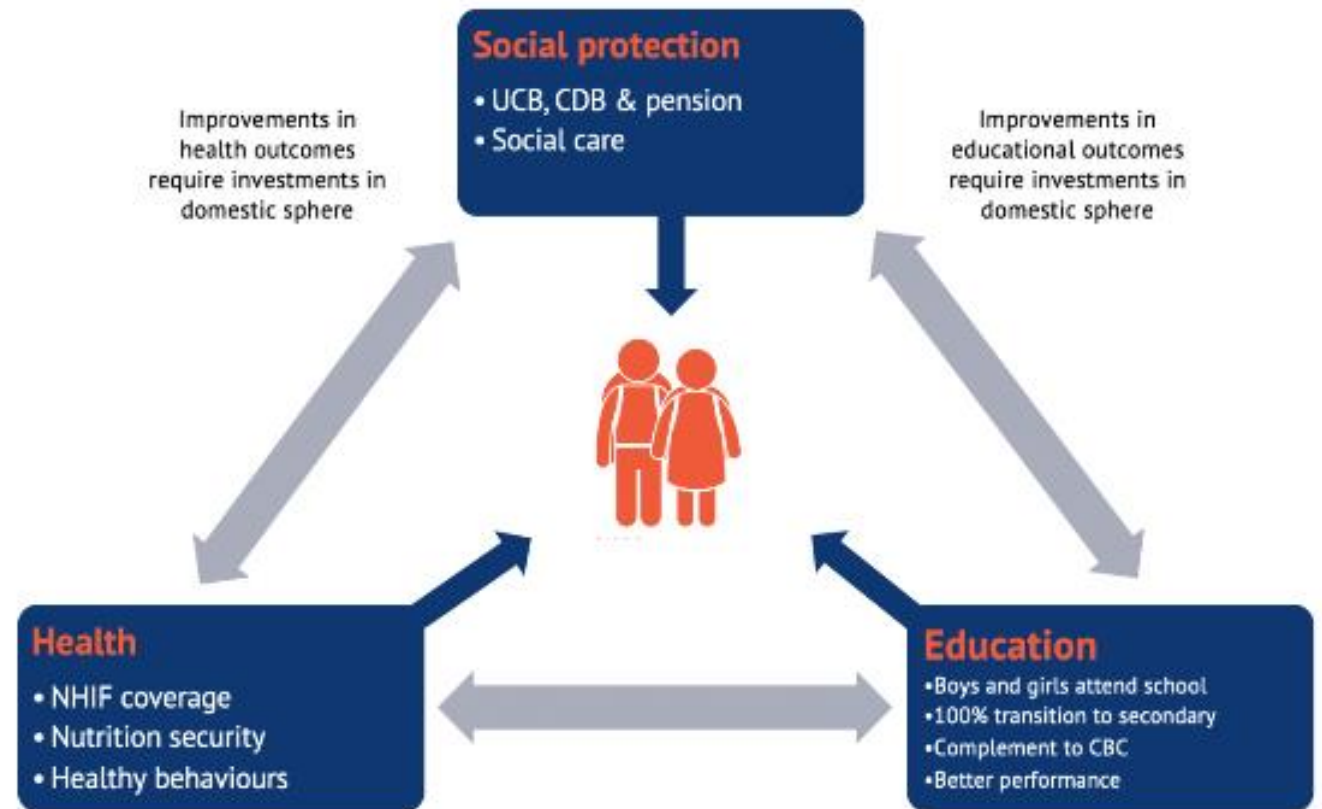 Social protection
• UCB, CDB & pension
• Social care
Improvements in
health outcomes
require investments in
domestic sphere
Improvements in
educational outcomes
require investments in
domestic sphere
Health
• NHIF coverage
• Nutrition security
• Healthy behaviours
Education
•Boys and girls attend school
•100% transition to secondary
•Complement to CBC
•Better performance